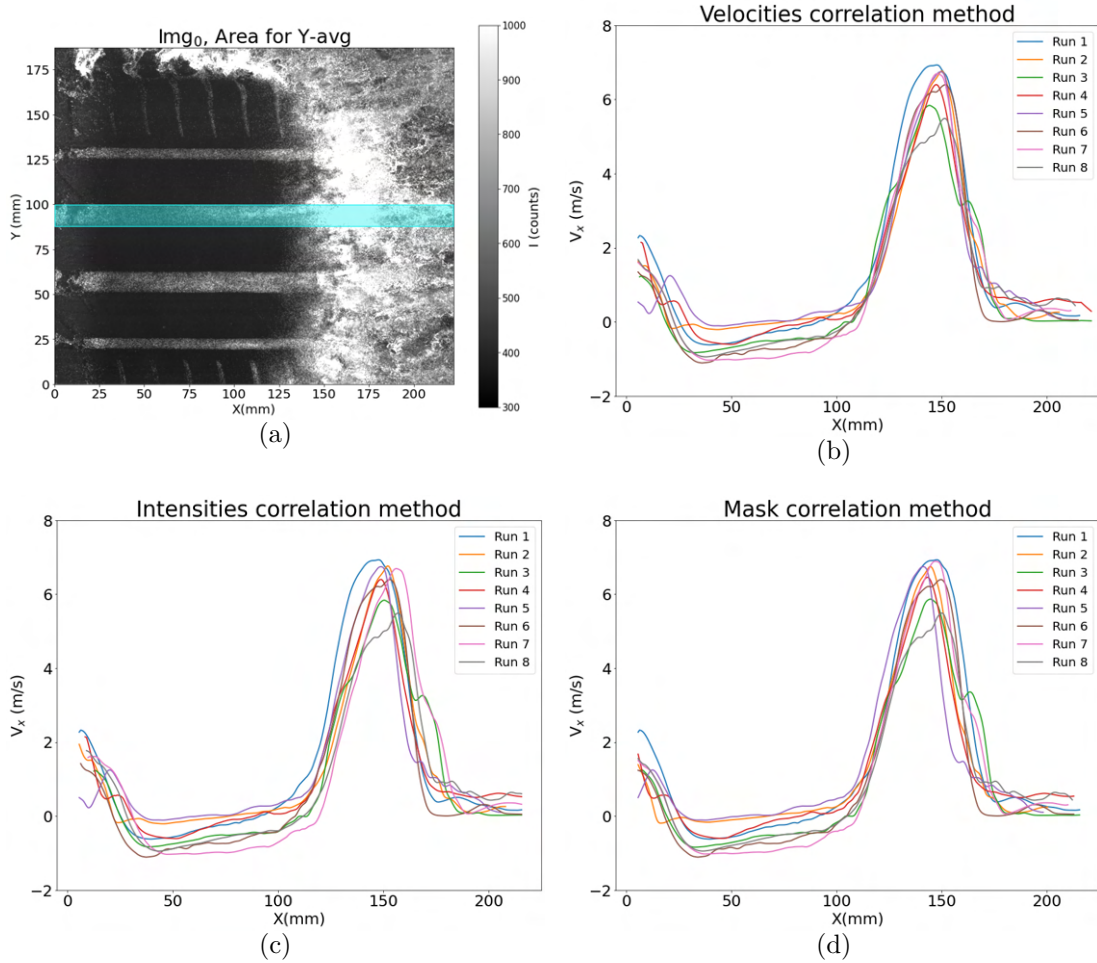 Img₀, Area for Y-avg
175
150
125
100
75
50
25
0
Y (mm)
0 25 50 75 100 125 150 175 200
X(mm)
1000
900
800
700
600
500
400
300
I (counts)
(a)
Velocities correlation method
8
6
4
2
0
−2
Vₓ (m/s)
0 50 100 150 200
X(mm)
Run 1
Run 2
Run 3
Run 4
Run 5
Run 6
Run 7
Run 8
(b)
Intensities correlation method
8
6
4
2
0
−2
Vₓ (m/s)
0 50 100 150 200
X(mm)
Run 1
Run 2
Run 3
Run 4
Run 5
Run 6
Run 7
Run 8
(c)
Mask correlation method
8
6
4
2
0
−2
Vₓ (m/s)
0 50 100 150 200
X(mm)
Run 1
Run 2
Run 3
Run 4
Run 5
Run 6
Run 7
Run 8
(d)